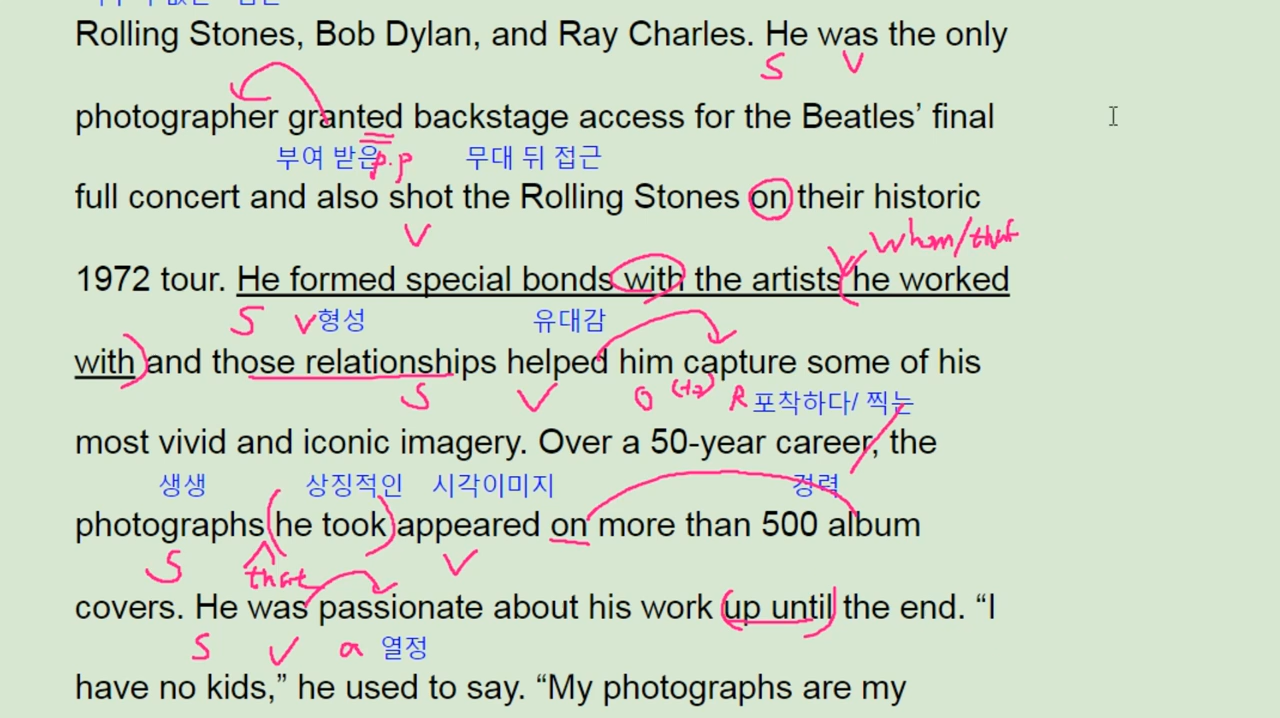 Rolling Stones, Bob Dylan, and Ray Charles. He was the only
S V
photographer granted backstage access for the Beatles’ final
부여 받은 p.p 무대 뒤 접근
full concert and also shot the Rolling Stones on their historic
V whom/that
1972 tour. He formed special bonds with the artists he worked
S V 형성 유대감
with and those relationships helped him capture some of his
S V O (to) R 포착하다/ 찍는
most vivid and iconic imagery. Over a 50-year career, the
생생 상징적인 시각이미지 경력
photographs he took appeared on more than 500 album
S that V
covers. He was passionate about his work up until the end. “I
S V a 열정
have no kids,” he used to say. “My photographs are my